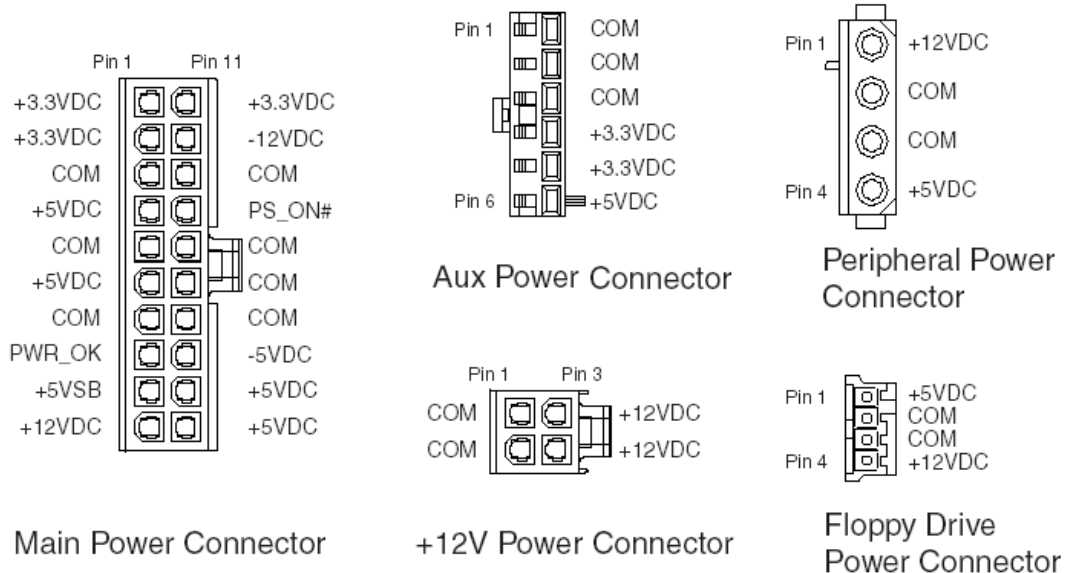 Pin 1 Pin 11
+3.3VDC +3.3VDC
+3.3VDC -12VDC
COM COM
+5VDC PS_ON#
COM COM
+5VDC COM
COM COM
PWR_OK -5VDC
+5VSB +5VDC
+12VDC +5VDC
Main Power Connector
Pin 1 COM
COM
COM
+3.3VDC
+3.3VDC
Pin 6 +5VDC
Aux Power Connector
Pin 1 +12VDC
COM
COM
Pin 4 +5VDC
Peripheral Power
Connector
Pin 1 Pin 3
COM +12VDC
COM +12VDC
+12V Power Connector
Pin 1 +5VDC
COM
COM
Pin 4 +12VDC
Floppy Drive
Power Connector